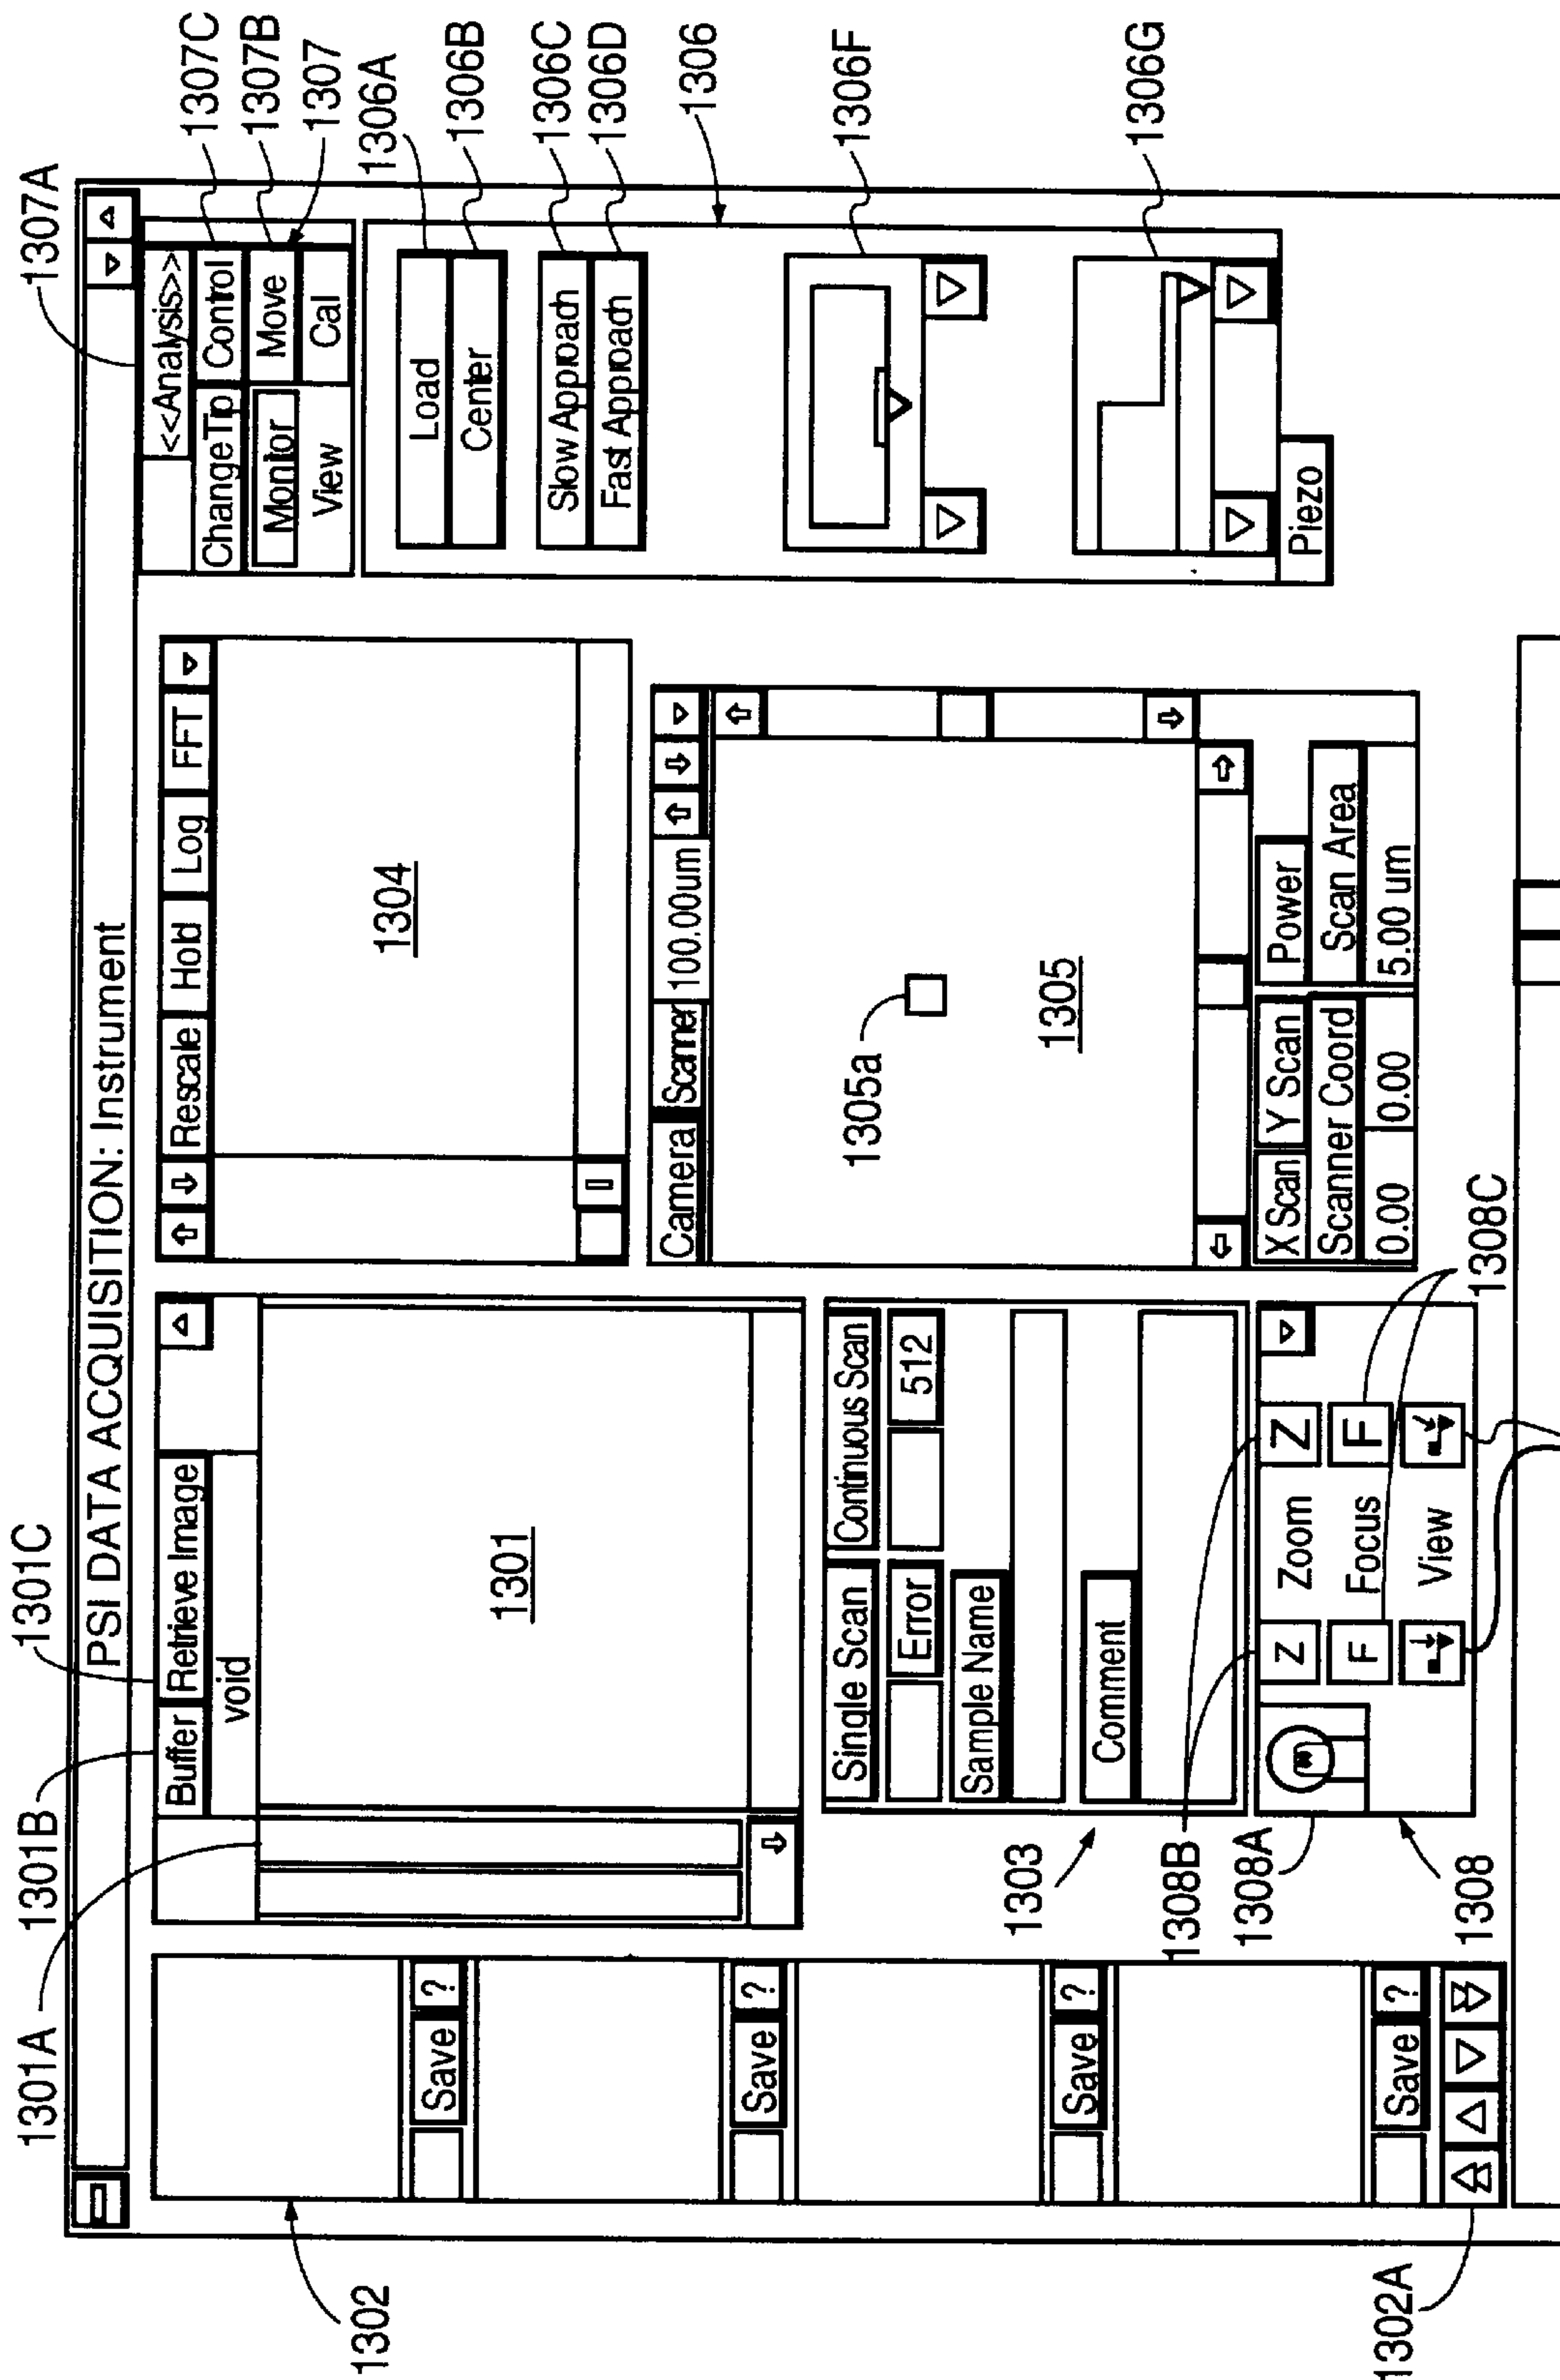 PSI DATA ACQUISITION: Instrument
1301A
1301B
1301C
1307A
1307C
1307B
1307
1306A
1306B
1306C
1306D
1306
1306F
1306G
1302
1302A
Save ?
Save ?
Save ?
Save ?
Buffer Retrieve Image
void
1301
Single Scan Continuous Scan
Error 512
Sample Name
Comment
1303
1308B
1308A
1308
Z Zoom Z
F Focus F
View
1308C
Rescale Hold Log FFT
1304
Camera Scanner 100.00um
1305a
1305
X Scan Y Scan Power
Scanner Coord Scan Area
0.00 0.00 5.00 um
<<Analysis>>
Change Tip Control
Monitor Move
View Cal
Load
Center
Slow Approach
Fast Approach
Piezo